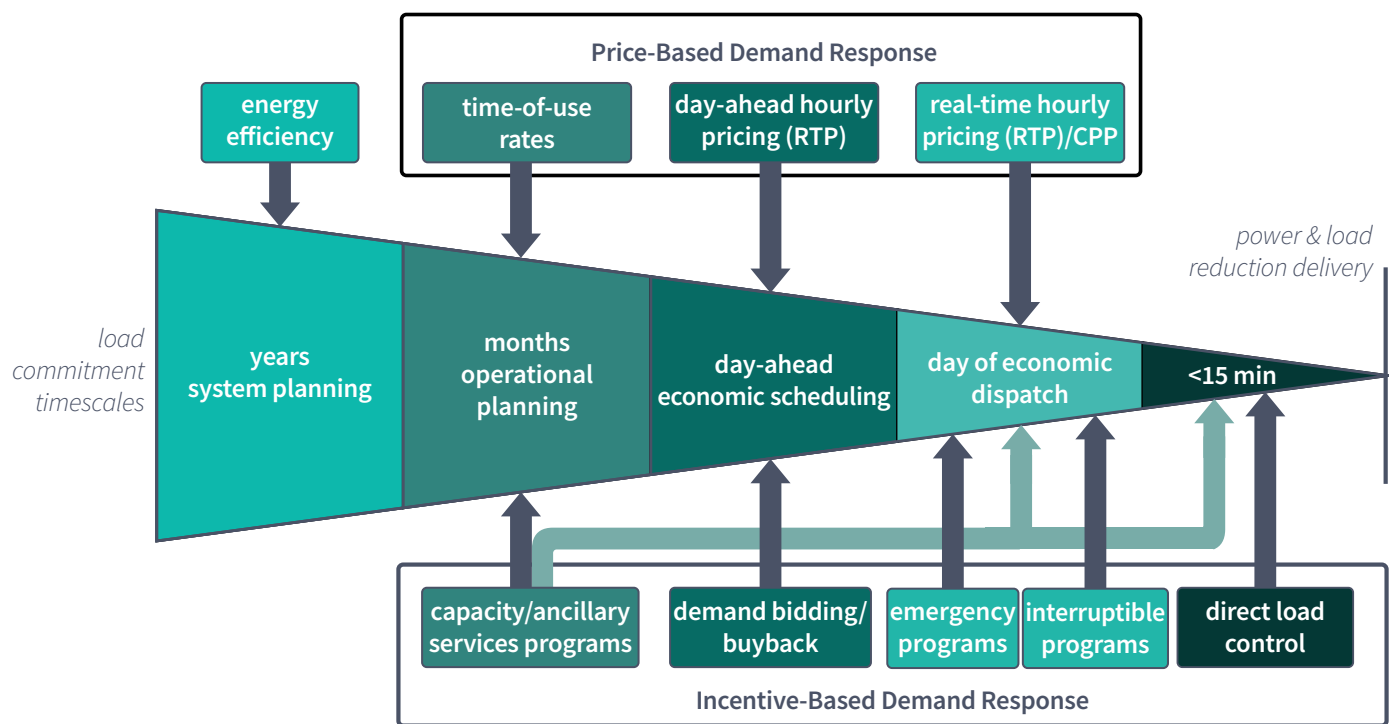 Price-Based Demand Response
energy
efficiency
time-of-use
rates
day-ahead hourly
pricing (RTP)
real-time hourly
pricing (RTP)/CPP
power & load
reduction delivery
load
commitment
timescales
years
system planning
months
operational
planning
day-ahead
economic scheduling
day of economic
dispatch
<15 min
capacity/ancillary
services programs
demand bidding/
buyback
emergency
programs
interruptible
programs
direct load
control
Incentive-Based Demand Response